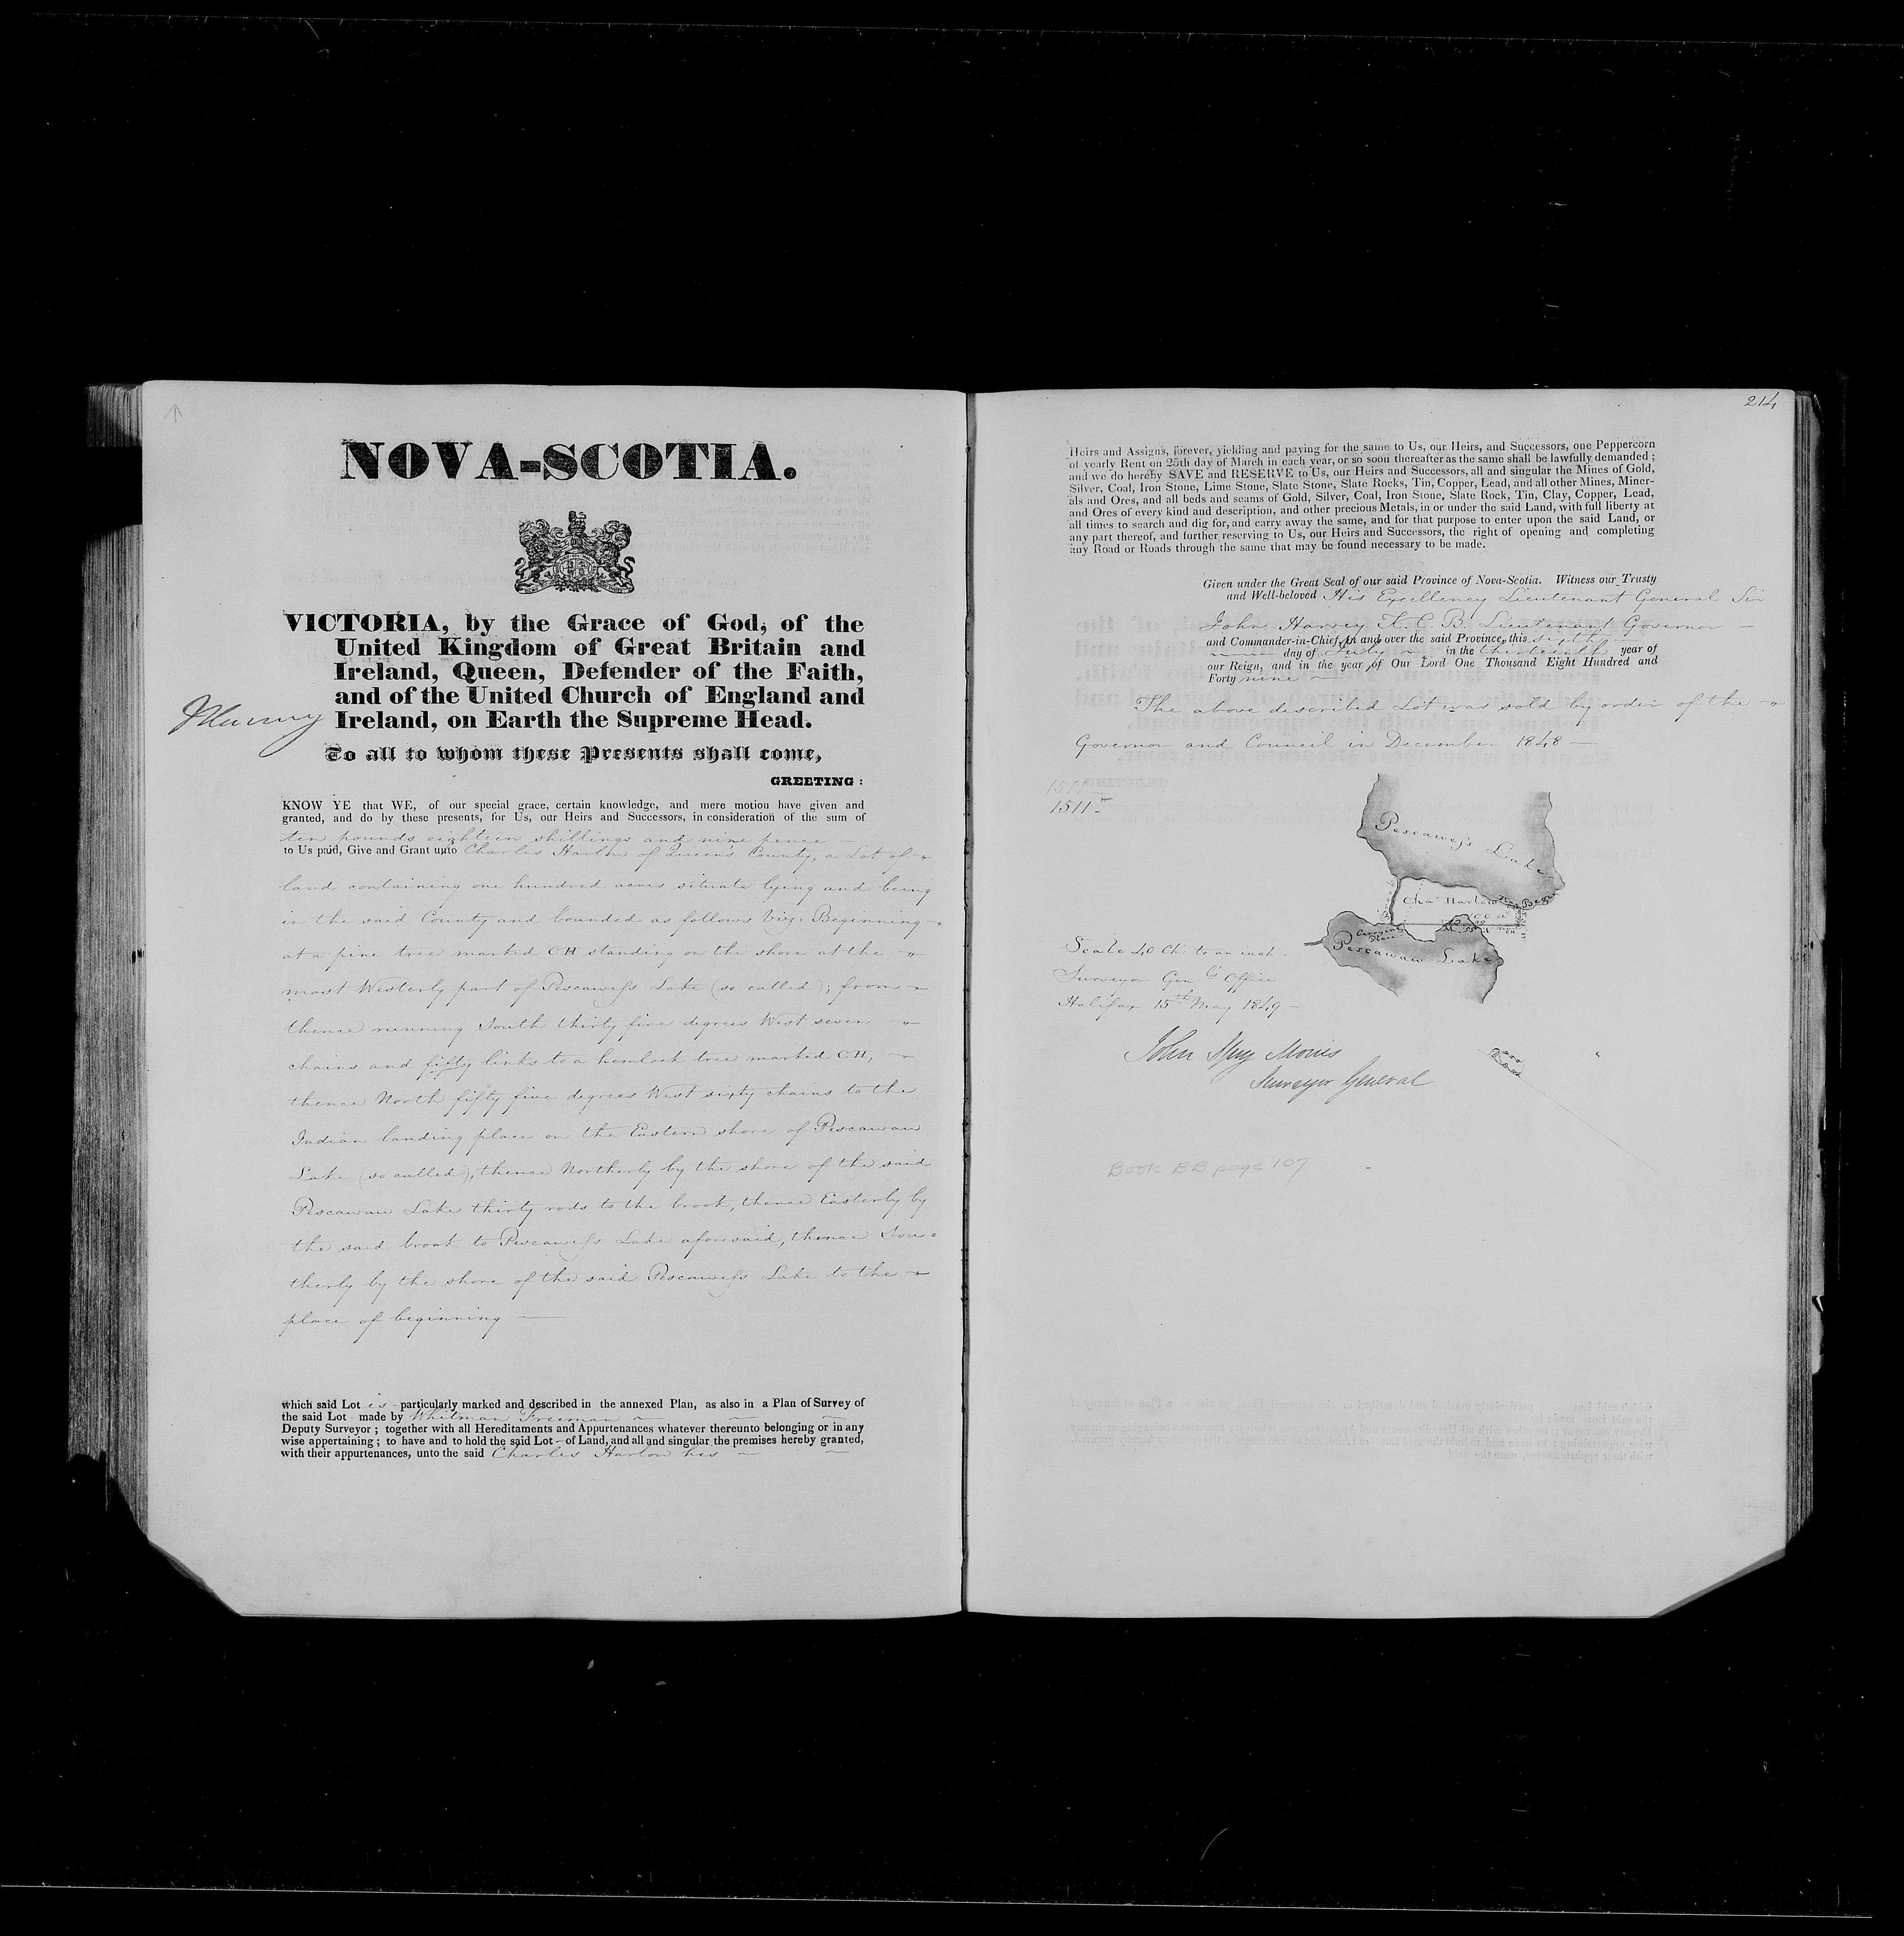 NOVA-SCOTIA.
VICTORIA, by the Grace of God, of the
United Kingdom of Great Britain and
Ireland, Queen, Defender of the Faith,
and of the United Church of England and
Ireland, on Earth the Supreme Head.
To all to whom these Presents shall come,
GREETING:
KNOW YE that WE, of our special grace, certain knowledge, and mere motion have given and
granted, and do by these presents, for Us, our Heirs and Successors, in consideration of the sum of
ten pounds eighteen shillings and nine pence
to Us paid, Give and Grant unto Charles Harlow of Queen's County, a Lot of
land containing one hundred acres situate lying and being
in the said County and bounded as follows viz. Beginning
at a pine tree marked CH standing on the shore at the
most Westerly part of Pescawess Lake (so called); from
thence running South thirty five degrees West seven
chains and fifty links to a hemlock tree marked CH,
thence North fifty five degrees West sixty chains to the
Indian landing place on the Eastern shore of Pescawaw
Lake (so called), thence Northerly by the shore of the said
Pescawaw Lake thirty rods to the brook, thence Easterly by
the said brook to Pescawess Lake aforesaid, thence Sou=
therly by the shore of the said Pescawess Lake to the
place of beginning
which said Lot is particularly marked and described in the annexed Plan, as also in a Plan of Survey of
the said Lot made by Whitman Freeman
Deputy Surveyor; together with all Hereditaments and Appurtenances whatever thereunto belonging or in any
wise appertaining; to have and to hold the said Lot of Land, and all and singular the premises hereby granted,
with their appurtenances, unto the said Charles Harlow his
214
Heirs and Assigns, forever, yielding and paying for the same to Us, our Heirs, and Successors, one Peppercorn
of yearly Rent on 25th day of March in each year, or so soon thereafter as the same shall be lawfully demanded;
and we do hereby SAVE and RESERVE to Us, our Heirs and Successors, all and singular the Mines of Gold,
Silver, Coal, Iron Stone, Lime Stone, Slate Stone, Slate Rocks, Tin, Copper, Lead, and all other Mines, Miner-
als and Ores, and all beds and seams of Gold, Silver, Coal, Iron Stone, Slate Rock, Tin, Clay, Copper, Lead,
and Ores of every kind and description, and other precious Metals, in or under the said Land, with full liberty at
all times to search and dig for, and carry away the same, and for that purpose to enter upon the said Land, or
any part thereof, and further reserving to Us, our Heirs and Successors, the right of opening and completing
any Road or Roads through the same that may be found necessary to be made.
Given under the Great Seal of our said Province of Nova-Scotia. Witness our Trusty
and Well-beloved His Excellency Lieutenant General Sir
John Harvey K.C.B. Lieutenant Governor
and Commander-in-Chief, in and over the said Province, this sixth
day of July in the thirteenth year of
our Reign, and in the year of Our Lord One Thousand Eight Hundred and
Forty nine
The above described Lot was sold by order of the
Governor and Council in December 1848
1511
Pescawess Lake
Chas Harlow
100 a
Carrying Place
Pescawaw Lake
Scale 40 Ch. to an inch
Surveyor Genl's Office
Halifax 15th May 1849
John Spry Morris
Surveyor General
Book BB page 107